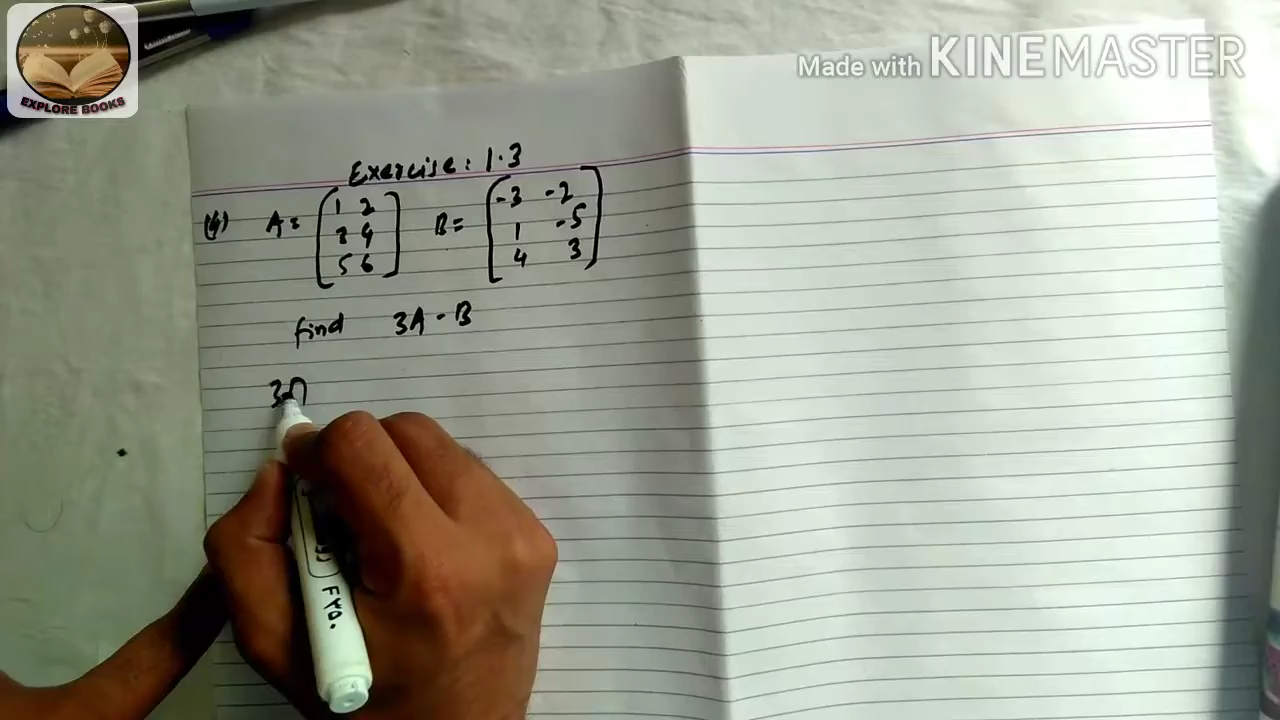 EXPLORE BOOKS
Made with KINEMASTER
Exercise: 1.3
(4) A = [1 2 3 4 5 6] B = [-3 -2 1 -5 4 3]
find 3A - B
3A